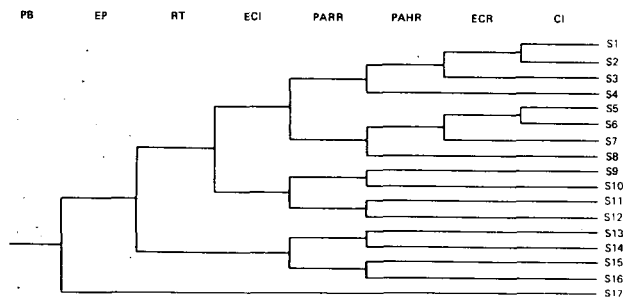 PB EP RT ECI PARR PAHR ECR CI
S1
S2
S3
S4
S5
S6
S7
S8
S9
S10
S11
S12
S13
S14
S15
S16
S17